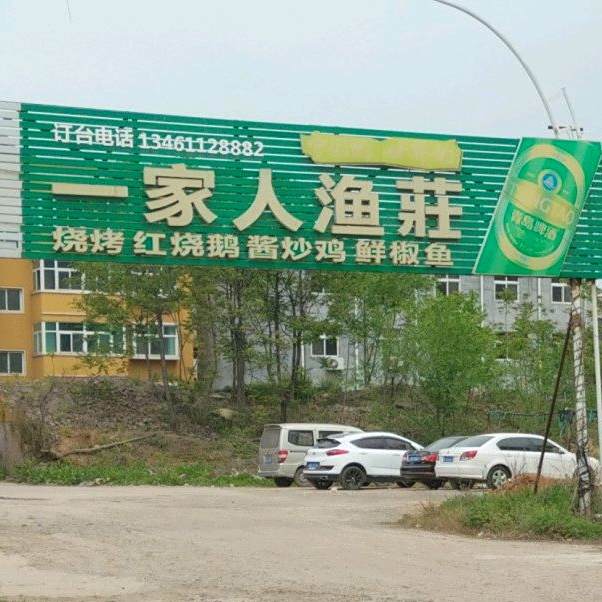 订台电话 13461128882
一家人渔莊
烧烤 红烧鹅 酱炒鸡 鲜椒鱼
青島啤酒